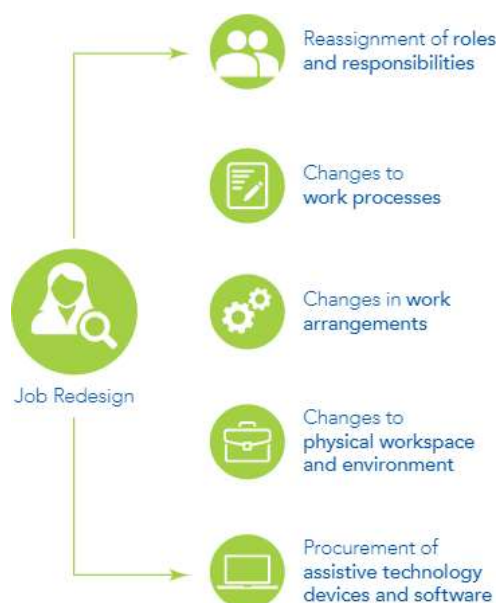 Reassignment of roles
and responsibilities
Changes to
work processes
Changes in work
arrangements
Job Redesign
Changes to
physical workspace
and environment
Procurement of
assistive technology
devices and software